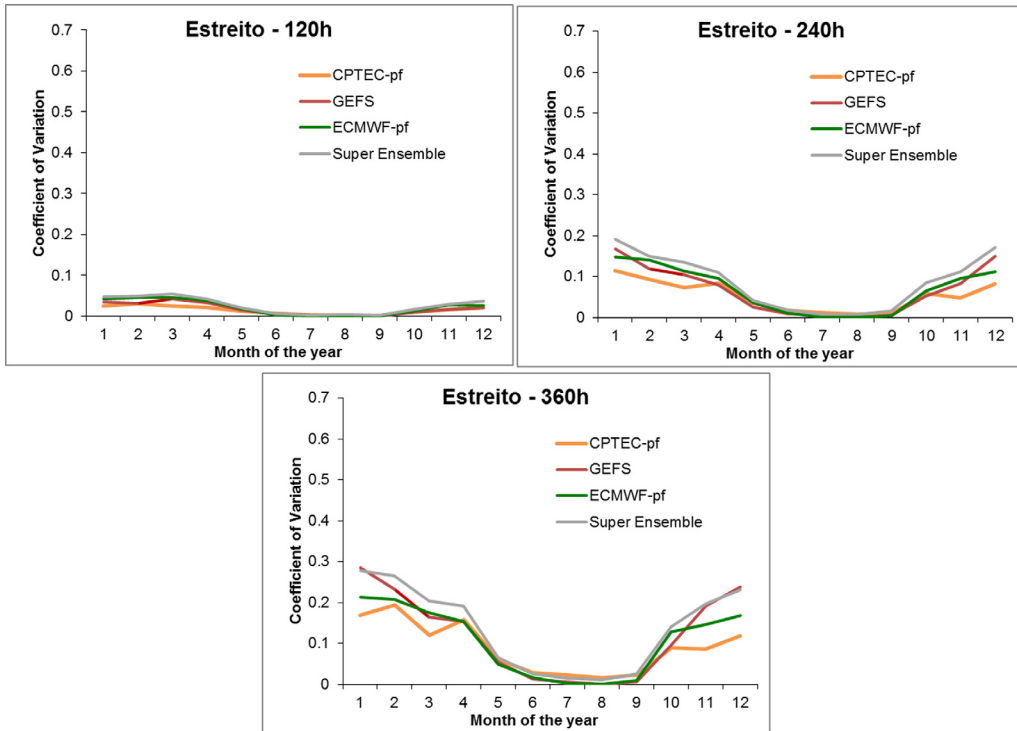 Estreito - 120h
0.7
0.6
0.5
0.4
0.3
0.2
0.1
0
Coefficient of Variation
CPTEC-pf
GEFS
ECMWF-pf
Super Ensemble
1 2 3 4 5 6 7 8 9 10 11 12
Month of the year
Estreito - 240h
0.7
0.6
0.5
0.4
0.3
0.2
0.1
0
Coefficient of Variation
CPTEC-pf
GEFS
ECMWF-pf
Super Ensemble
1 2 3 4 5 6 7 8 9 10 11 12
Month of the year
Estreito - 360h
0.7
0.6
0.5
0.4
0.3
0.2
0.1
0
Coefficient of Variation
CPTEC-pf
GEFS
ECMWF-pf
Super Ensemble
1 2 3 4 5 6 7 8 9 10 11 12
Month of the year